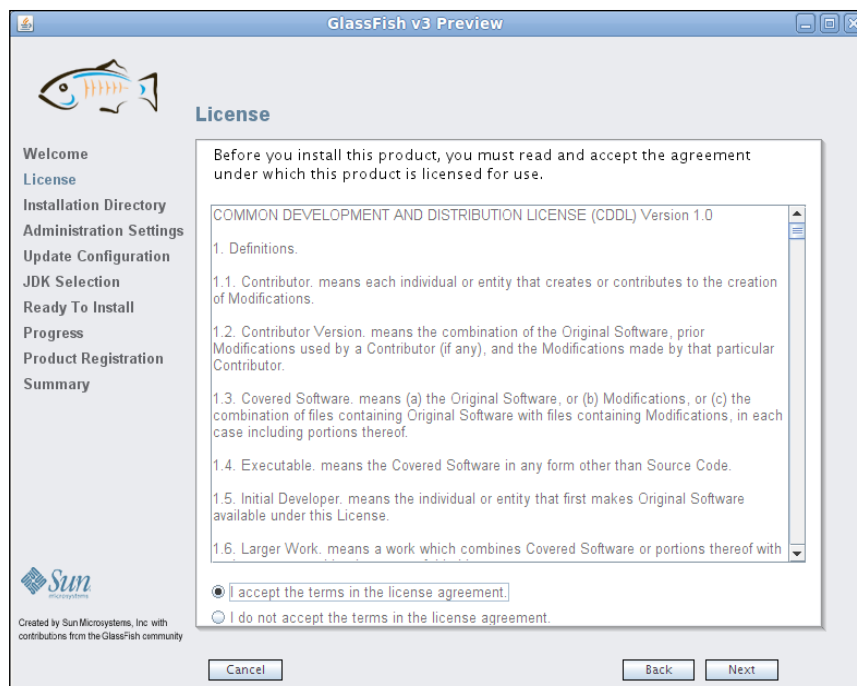 GlassFish v3 Preview
License
Welcome
License
Installation Directory
Administration Settings
Update Configuration
JDK Selection
Ready To Install
Progress
Product Registration
Summary
Before you install this product, you must read and accept the agreement
under which this product is licensed for use.
COMMON DEVELOPMENT AND DISTRIBUTION LICENSE (CDDL) Version 1.0
1. Definitions.
1.1. Contributor. means each individual or entity that creates or contributes to the creation
of Modifications.
1.2. Contributor Version. means the combination of the Original Software, prior
Modifications used by a Contributor (if any), and the Modifications made by that particular
Contributor.
1.3. Covered Software. means (a) the Original Software, or (b) Modifications, or (c) the
combination of files containing Original Software with files containing Modifications, in each
case including portions thereof.
1.4. Executable. means the Covered Software in any form other than Source Code.
1.5. Initial Developer. means the individual or entity that first makes Original Software
available under this License.
1.6. Larger Work. means a work which combines Covered Software or portions thereof with
I accept the terms in the license agreement.
I do not accept the terms in the license agreement.
Sun
microsystems
Created by Sun Microsystems, Inc with
contributions from the GlassFish community
Cancel
Back
Next